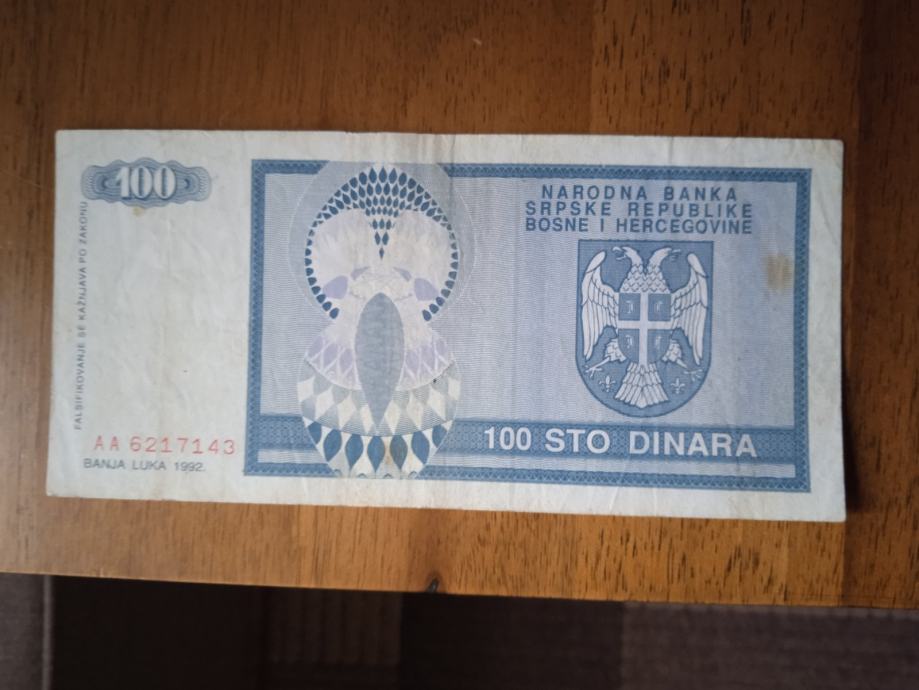 100
FALSIFIKOVANJE SE KAŽNJAVA PO ZAKONU
AA 6217143
BANJA LUKA 1992.
NARODNA BANKA
SRPSKE REPUBLIKE
BOSNE I HERCEGOVINE
100 STO DINARA